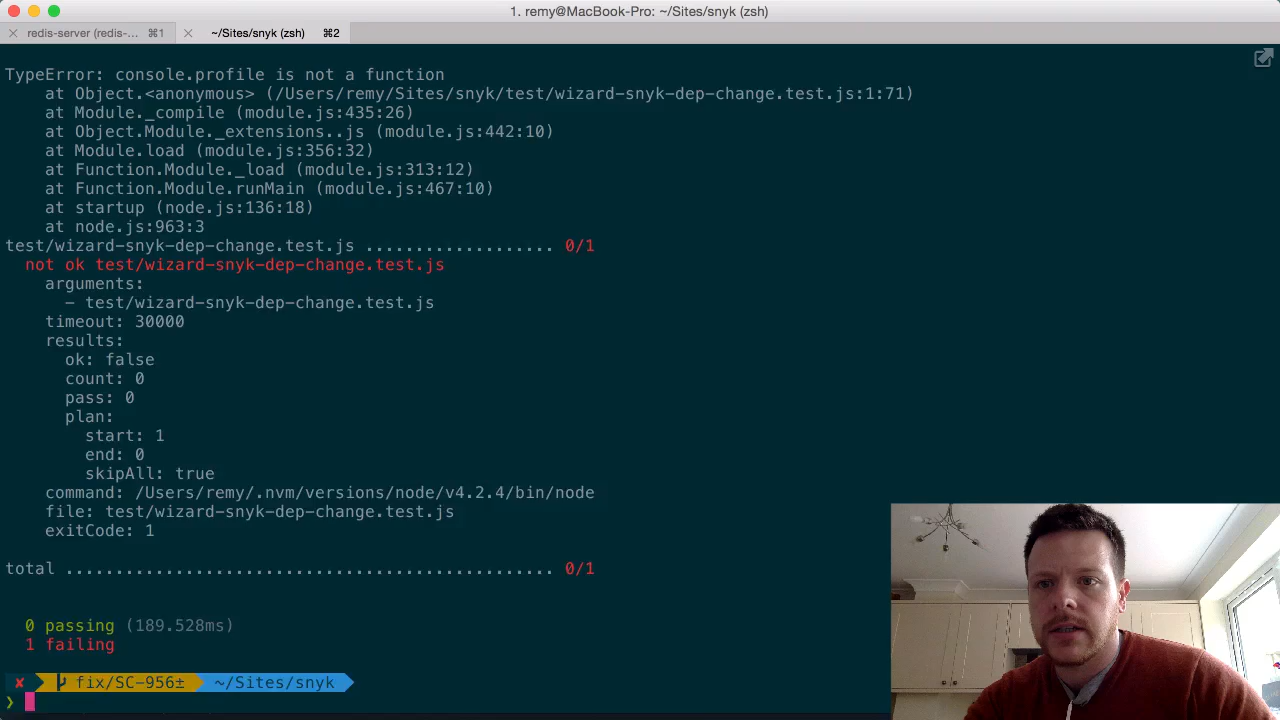 1. remy@MacBook-Pro: ~/Sites/snyk (zsh)
redis-server (redis-... ⌘1 ~/Sites/snyk (zsh) ⌘2
TypeError: console.profile is not a function
at Object.<anonymous> (/Users/remy/Sites/snyk/test/wizard-snyk-dep-change.test.js:1:71)
at Module._compile (module.js:435:26)
at Object.Module._extensions..js (module.js:442:10)
at Module.load (module.js:356:32)
at Function.Module._load (module.js:313:12)
at Function.Module.runMain (module.js:467:10)
at startup (node.js:136:18)
at node.js:963:3
test/wizard-snyk-dep-change.test.js ................... 0/1
not ok test/wizard-snyk-dep-change.test.js
arguments:
- test/wizard-snyk-dep-change.test.js
timeout: 30000
results:
ok: false
count: 0
pass: 0
plan:
start: 1
end: 0
skipAll: true
command: /Users/remy/.nvm/versions/node/v4.2.4/bin/node
file: test/wizard-snyk-dep-change.test.js
exitCode: 1
total ................................................. 0/1
0 passing (189.528ms)
1 failing
✘ fix/SC-956± ~/Sites/snyk
❯